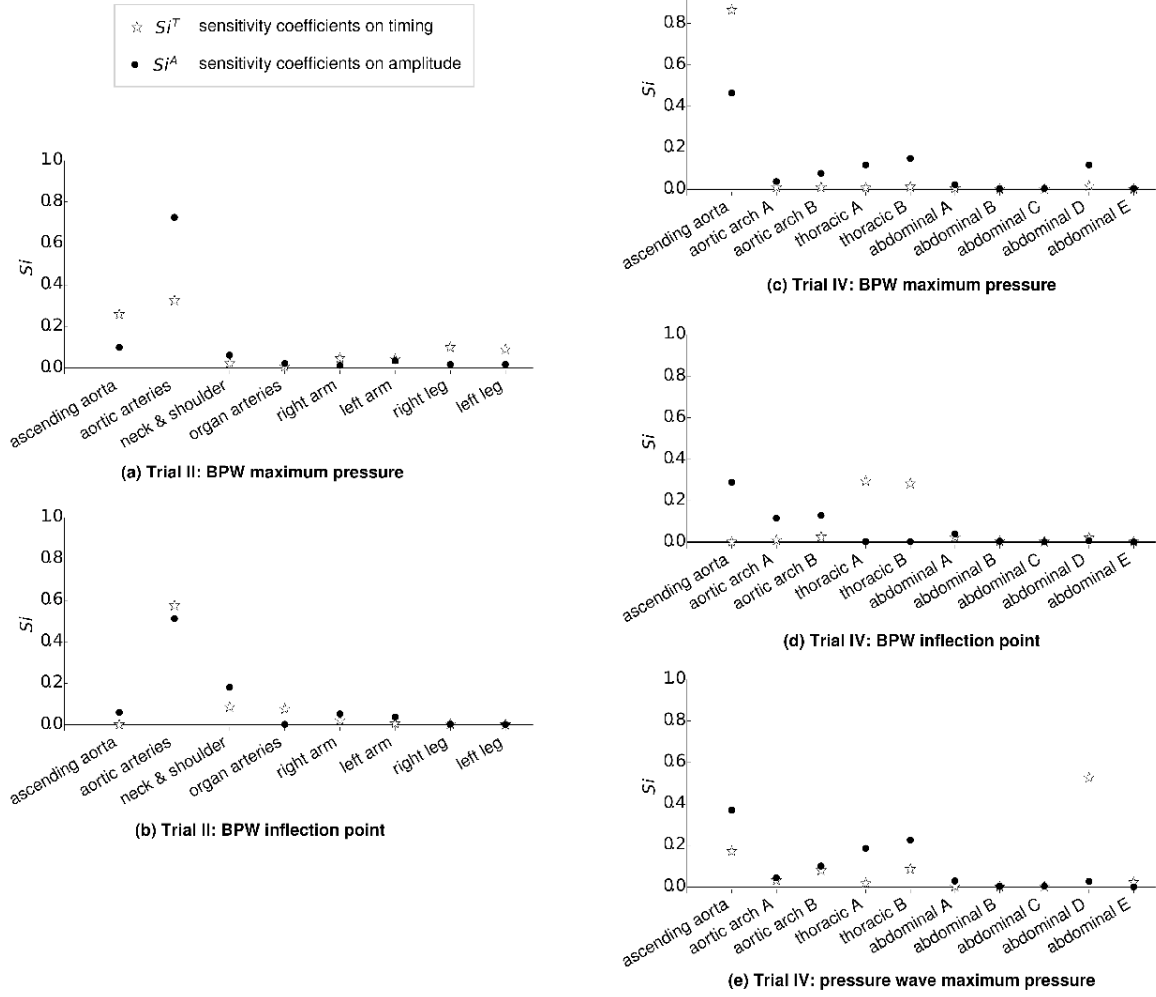 Si^T sensitivity coefficients on timing
Si^A sensitivity coefficients on amplitude
1.0
0.8
0.6
0.4
0.2
0.0
Si
ascending aorta
aortic arteries
neck & shoulder
organ arteries
right arm
left arm
right leg
left leg
(a) Trial II: BPW maximum pressure
1.0
0.8
0.6
0.4
0.2
0.0
Si
ascending aorta
aortic arteries
neck & shoulder
organ arteries
right arm
left arm
right leg
left leg
(b) Trial II: BPW inflection point
0.8
0.6
0.4
0.2
0.0
Si
ascending aorta
aortic arch A
aortic arch B
thoracic A
thoracic B
abdominal A
abdominal B
abdominal C
abdominal D
abdominal E
(c) Trial IV: BPW maximum pressure
1.0
0.8
0.6
0.4
0.2
0.0
Si
ascending aorta
aortic arch A
aortic arch B
thoracic A
thoracic B
abdominal A
abdominal B
abdominal C
abdominal D
abdominal E
(d) Trial IV: BPW inflection point
1.0
0.8
0.6
0.4
0.2
0.0
Si
ascending aorta
aortic arch A
aortic arch B
thoracic A
thoracic B
abdominal A
abdominal B
abdominal C
abdominal D
abdominal E
(e) Trial IV: pressure wave maximum pressure